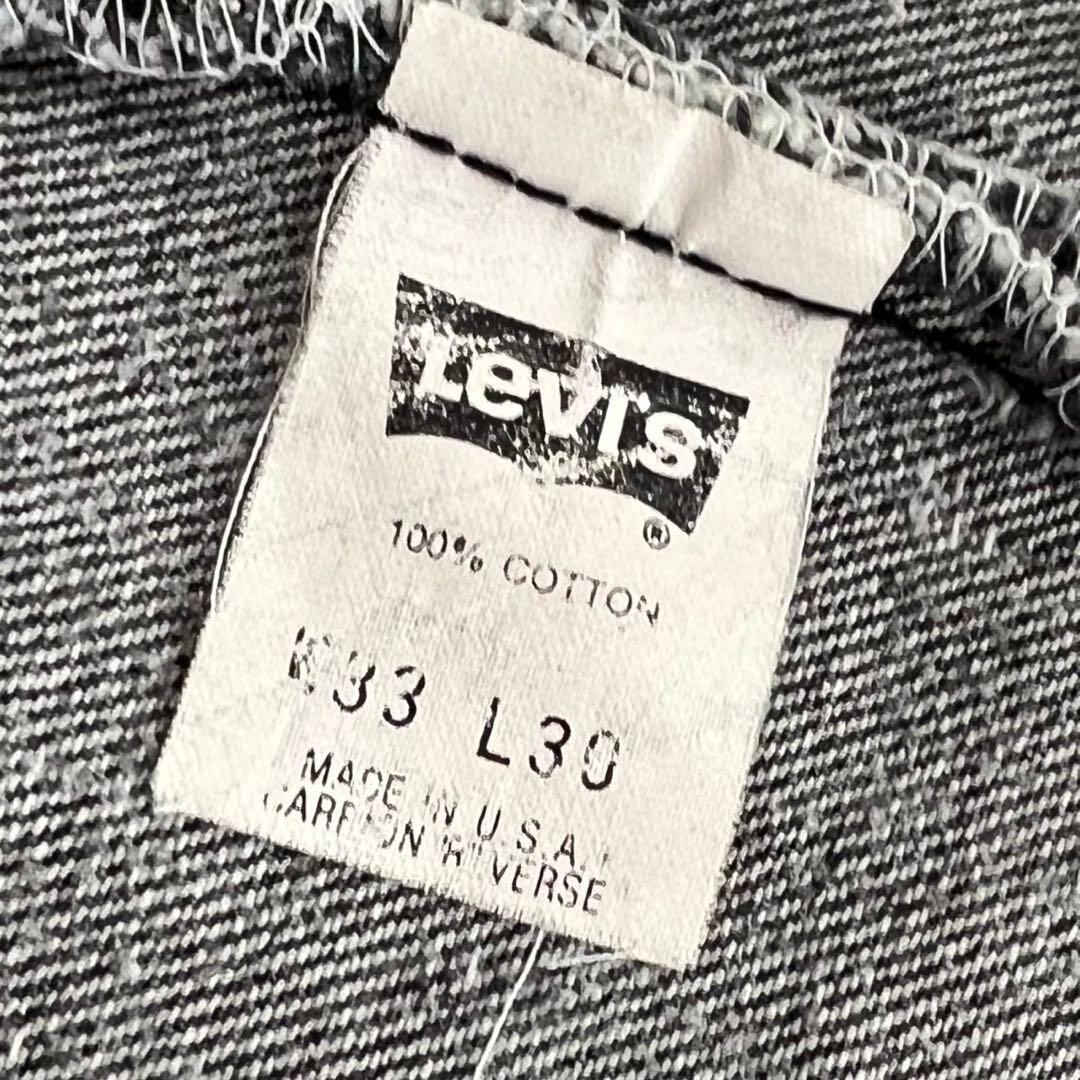 Levi's
®
100% COTTON
W33 L30
MADE IN U.S.A.
CARE ON REVERSE